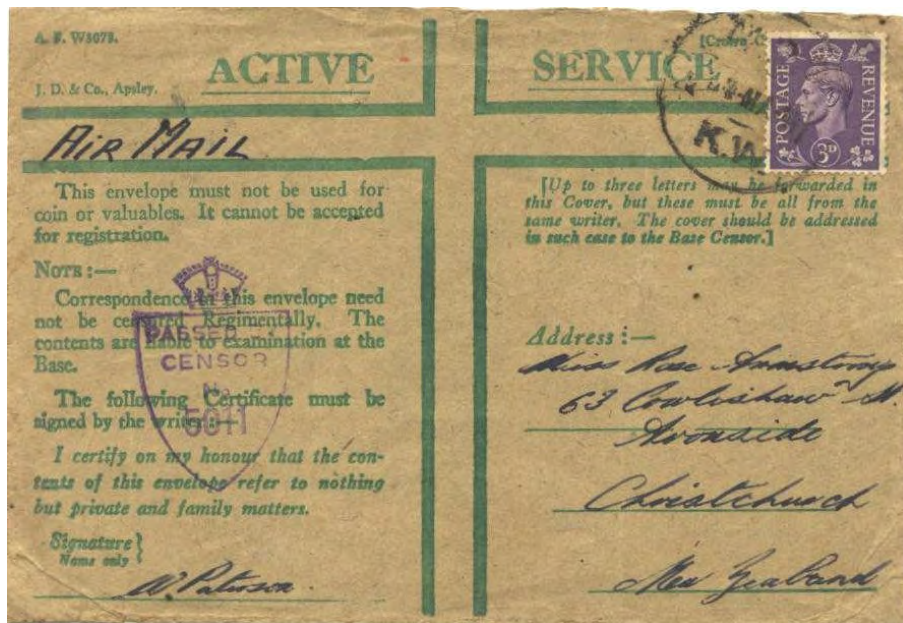 A. F. W3078.
J. D. & Co., Apsley.
ACTIVE SERVICE
[Crown
POSTAGE REVENUE
3D
K.W.
AIR MAIL
This envelope must not be used for
coin or valuables. It cannot be accepted
for registration.
NOTE :—
Correspondence in this envelope need
not be censured Regimentally. The
contents are liable to examination at the
Base.
The following Certificate must be
signed by the writer :—
I certify on my honour that the con-
tents of this envelope refer to nothing
but private and family matters.
Signature }
Name only
W. Paterson.
PASSED
CENSOR
No
5011
[Up to three letters may be forwarded in
this Cover, but these must be all from the
same writer. The cover should be addressed
in such case to the Base Censor.]
Address :—
Miss Rose Armstrong
63 Cowlishaw St.
Avonside
Christchurch
New Zealand